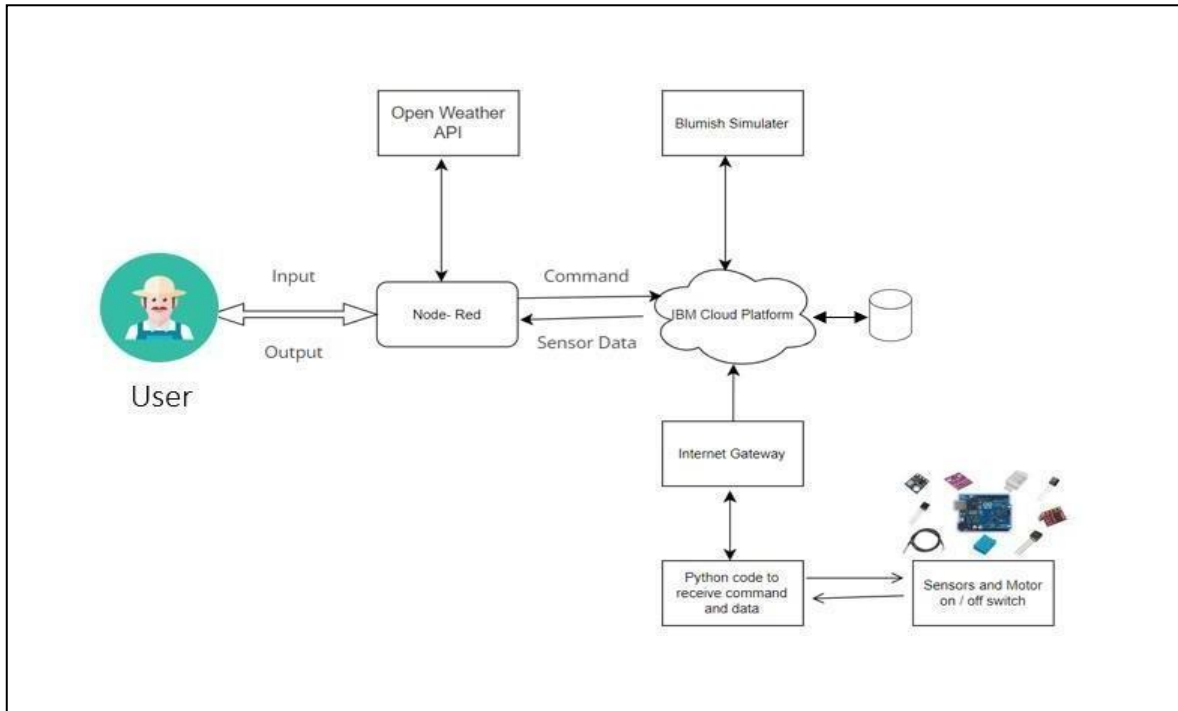 Open Weather
API
Blumish Simulater
Input
Command
Node- Red
IBM Cloud Platform
Output
Sensor Data
User
Internet Gateway
Python code to
receive command
and data
Sensors and Motor
on / off switch